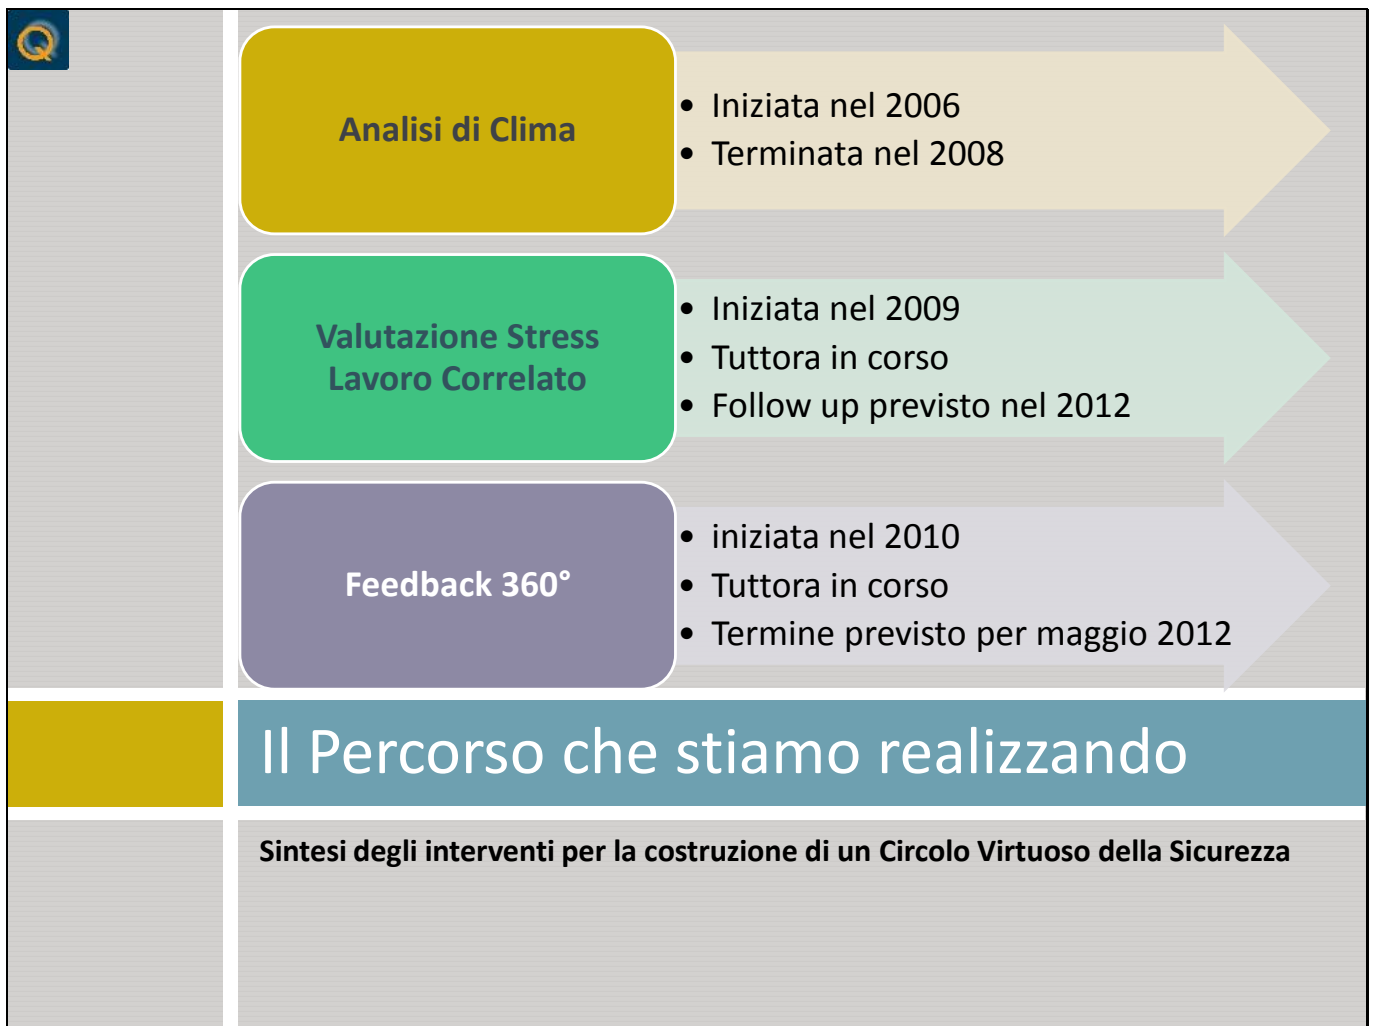 Q
Analisi di Clima
• Iniziata nel 2006
• Terminata nel 2008
Valutazione Stress
Lavoro Correlato
• Iniziata nel 2009
• Tuttora in corso
• Follow up previsto nel 2012
Feedback 360°
• iniziata nel 2010
• Tuttora in corso
• Termine previsto per maggio 2012
Il Percorso che stiamo realizzando
Sintesi degli interventi per la costruzione di un Circolo Virtuoso della Sicurezza